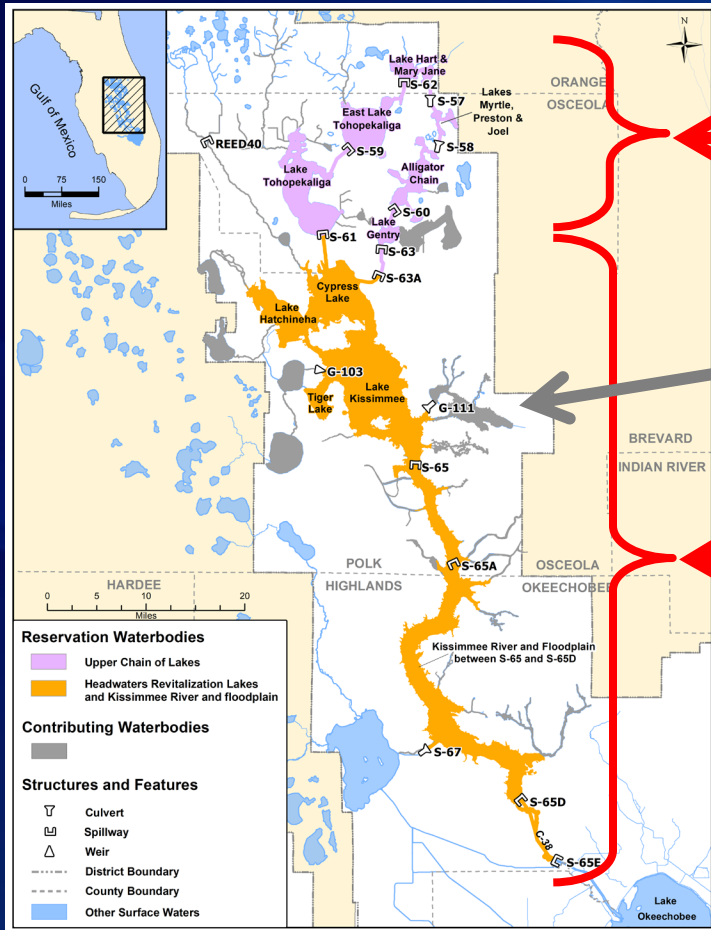 N
Gulf of Mexico
0 75 150
Miles
Lake Hart &
Mary Jane
S-62
ORANGE
OSCEOLA
S-57
Lakes
Myrtle,
Preston &
Joel
East Lake
Tohopekaliga
REED40
S-59
S-58
Lake
Tohopekaliga
Alligator
Chain
S-60
Lake
Gentry
S-61
S-63
S-63A
Cypress
Lake
Lake
Hatchineha
G-103
Lake
Kissimmee
Tiger
Lake
G-111
BREVARD
INDIAN RIVER
S-65
POLK
HIGHLANDS
S-65A
OSCEOLA
OKEECHOBEE
HARDEE
0 10 20
Miles
Kissimmee River and Floodplain
between S-65 and S-65D
S-67
S-65D
C-38
S-65E
Lake
Okeechobee
Reservation Waterbodies
Upper Chain of Lakes
Headwaters Revitalization Lakes
and Kissimmee River and floodplain
Contributing Waterbodies
Structures and Features
Culvert
Spillway
Weir
District Boundary
County Boundary
Other Surface Waters